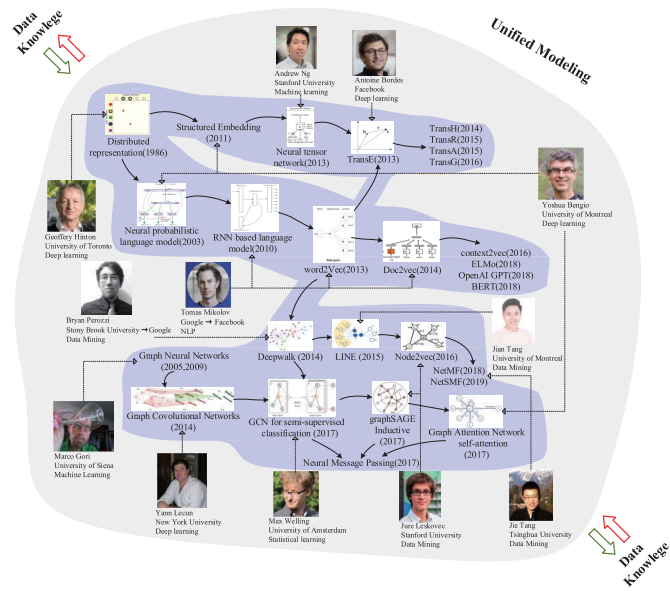 Data
Knowlege
Unified Modeling
Andrew Ng
Stanford University
Machine learning
Antoine Bordes
Facebook
Deep learning
Distributed
representation(1986)
Structured Embedding
(2011)
Neural tensor
network(2013)
TransE(2013)
TransH(2014)
TransR(2015)
TransA(2015)
TransG(2016)
Geoffery Hinton
University of Toronto
Deep learning
Neural probabilistic
language model(2003)
RNN based language
model(2010)
word2Vec(2013)
Doc2vec(2014)
context2vec(2016)
ELMo(2018)
OpenAI GPT(2018)
BERT(2018)
Yoshua Bengio
University of Montreal
Deep learning
Bryan Perozzi
Stony Brook University → Google
Data Mining
Tomas Mikolov
Google → Facebook
NLP
Deepwalk (2014)
LINE (2015)
Node2vec(2016)
NetMF(2018)
NetSMF(2019)
Jian Tang
University of Montreal
Data Mining
Graph Neural Networks
(2005,2009)
Graph Covolutional Networks
(2014)
GCN for semi-supervised
classification (2017)
graphSAGE
Inductive
(2017)
Graph Attention Network
self-attention
(2017)
Neural Message Passing(2017)
Marco Gori
University of Siena
Machine Learning
Yann Lecun
New York University
Deep learning
Max Welling
University of Amsterdam
Statistical learning
Jure Leskovec
Stanford University
Data Mining
Jie Tang
Tsinghua University
Data Mining
Data
Knowlege